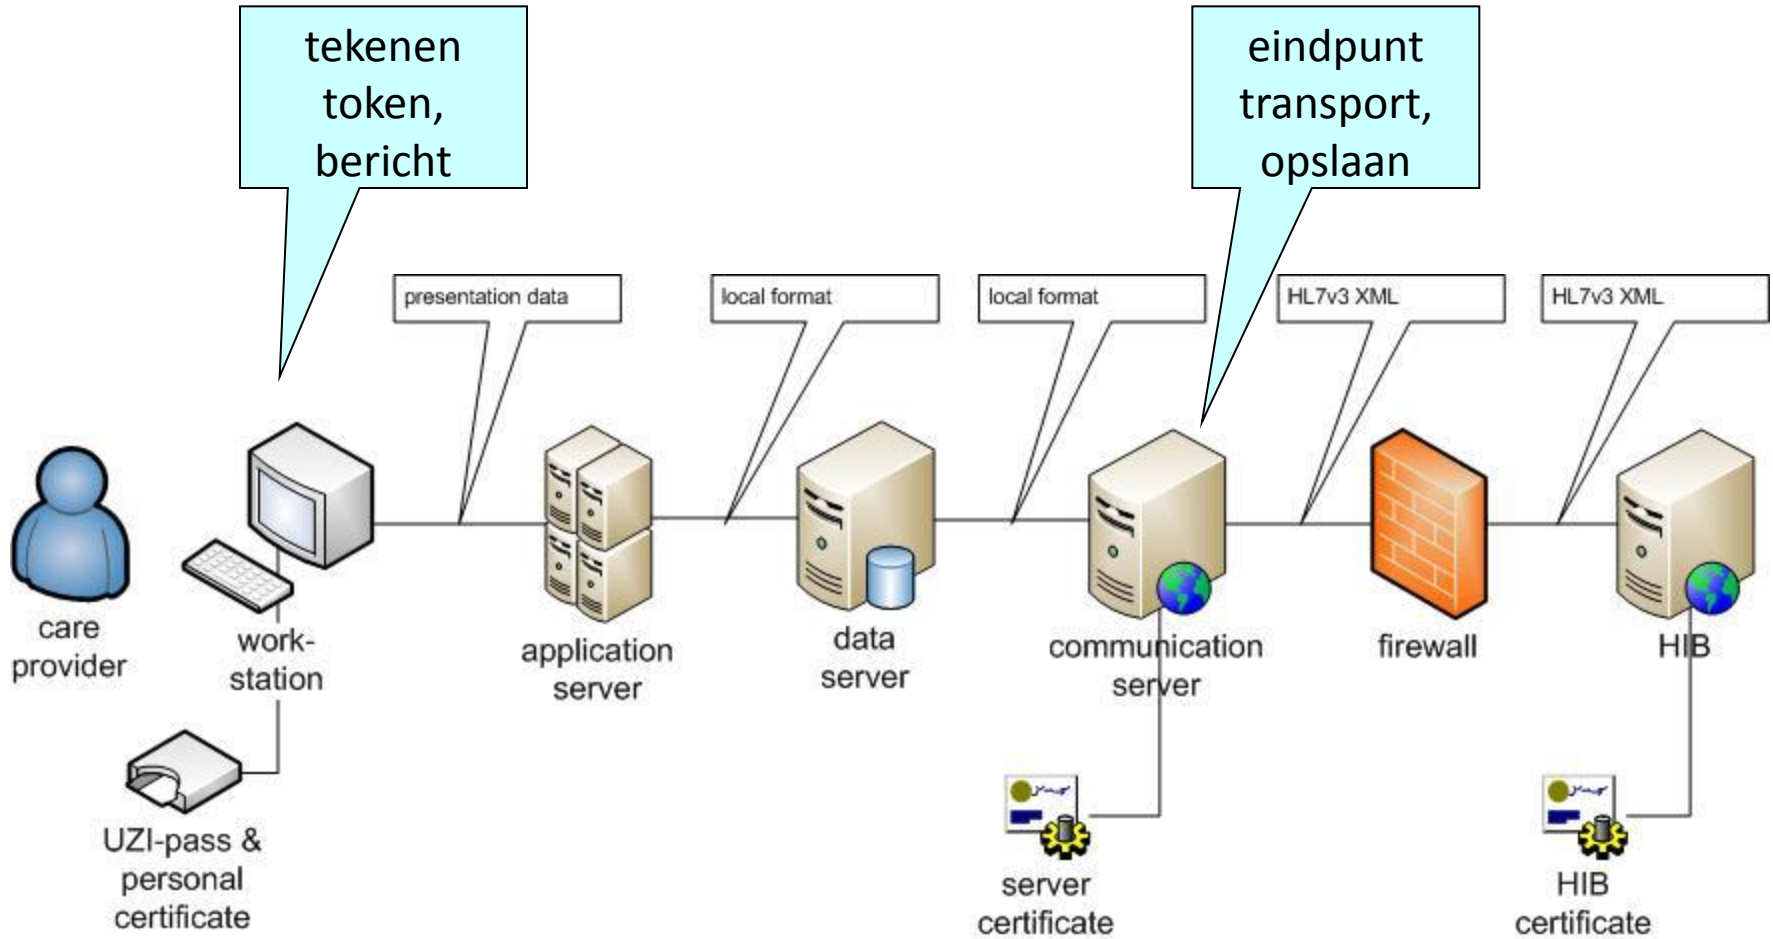 tekenen
token,
bericht
eindpunt
transport,
opslaan
presentation data
local format
local format
HL7v3 XML
HL7v3 XML
care
provider
work-
station
application
server
data
server
communication
server
firewall
HIB
UZI-pass &
personal
certificate
server
certificate
HIB
certificate